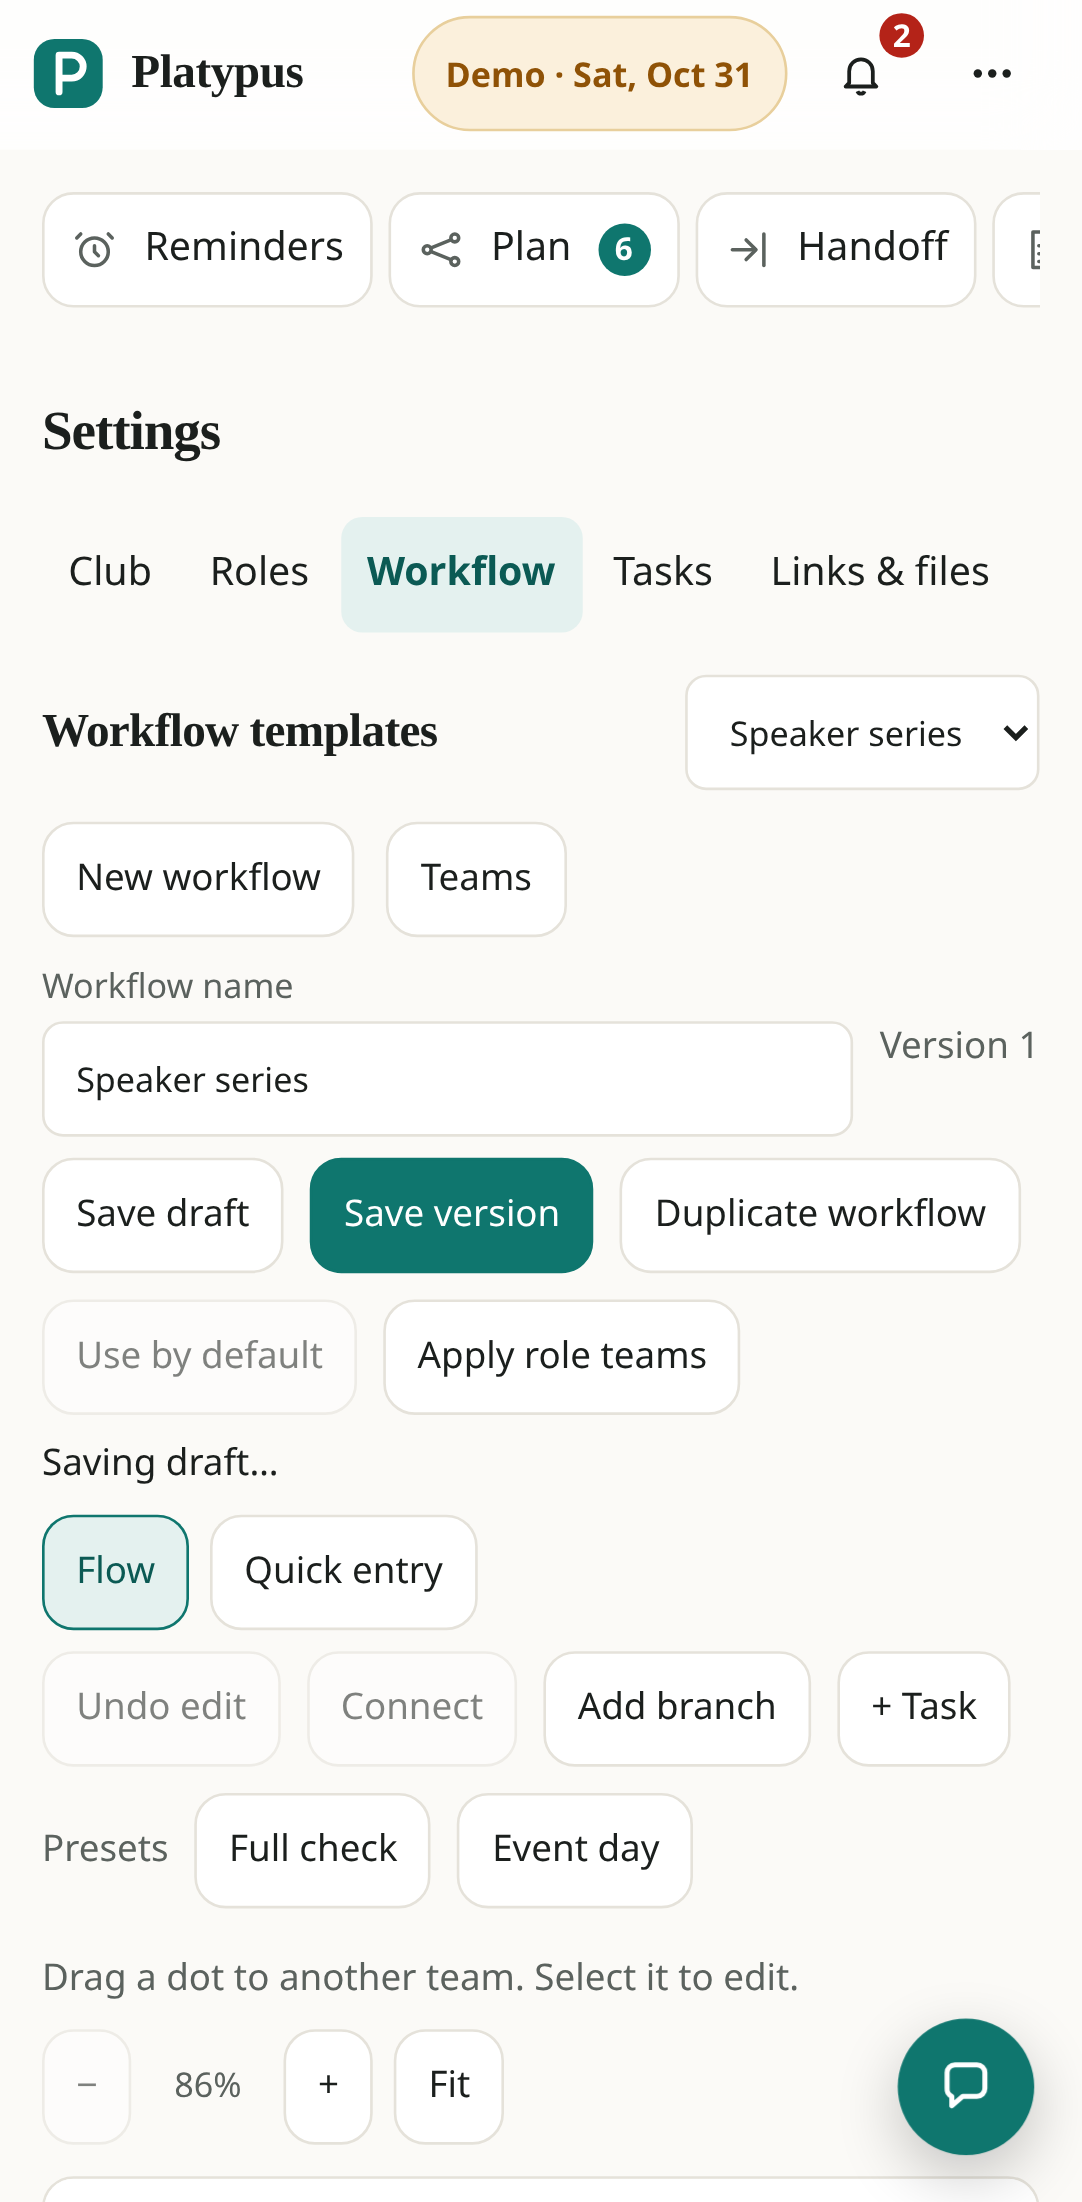 P Platypus Demo · Sat, Oct 31 2 ...
Reminders Plan 6 Handoff
Settings
Club Roles Workflow Tasks Links & files
Workflow templates Speaker series
New workflow Teams
Workflow name
Speaker series Version 1
Save draft Save version Duplicate workflow
Use by default Apply role teams
Saving draft...
Flow Quick entry
Undo edit Connect Add branch + Task
Presets Full check Event day
Drag a dot to another team. Select it to edit.
− 86% + Fit